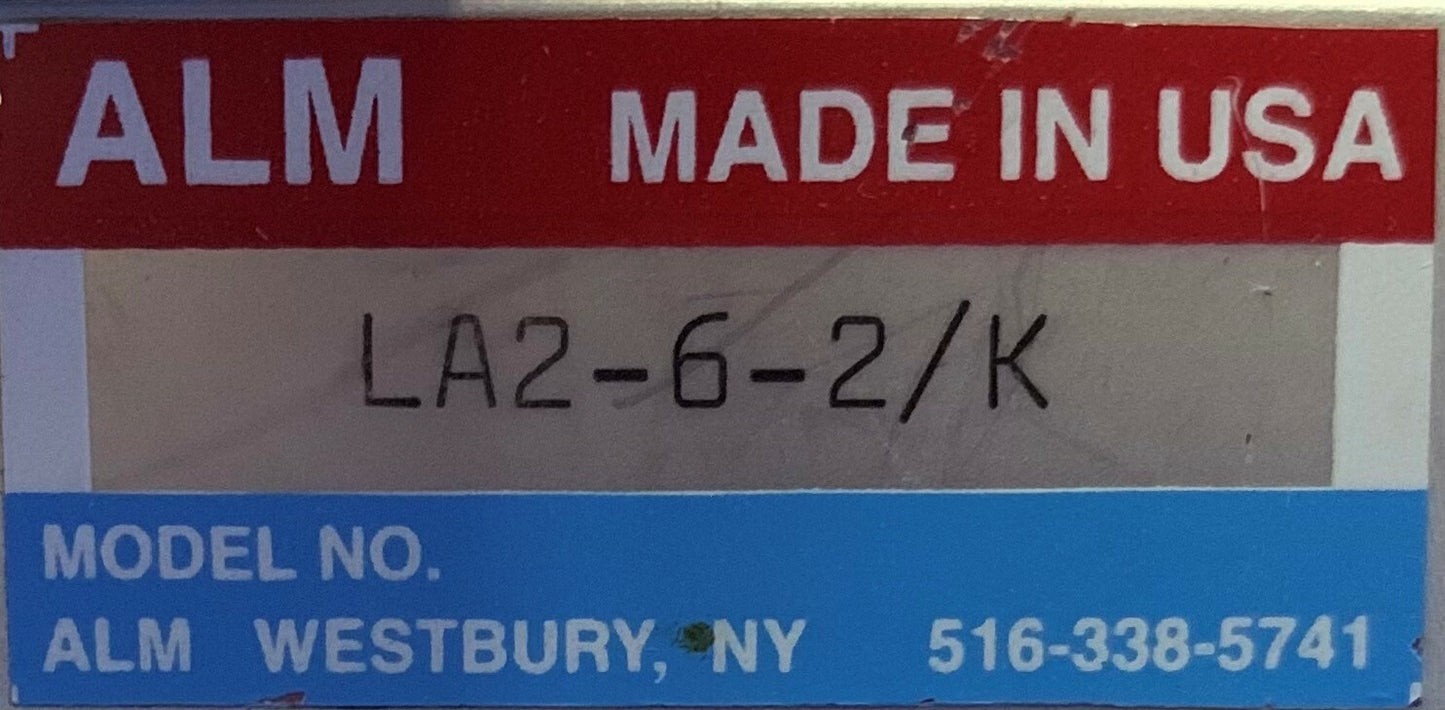 ALM MADE IN USA
LA2-6-2/K
MODEL NO.
ALM WESTBURY, NY 516-338-5741